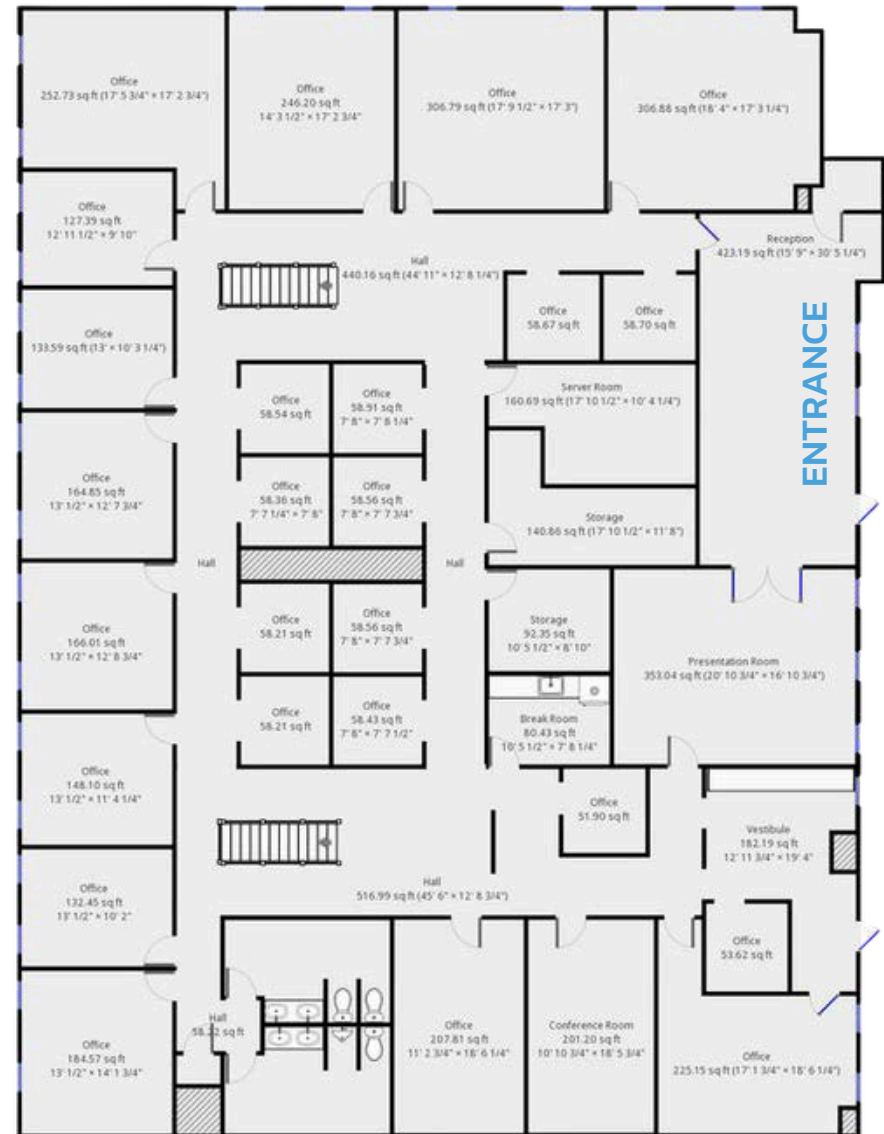 Office
252.73 sq ft (17' 5 3/4" × 17' 2 3/4")
Office
246.20 sq ft
14' 3 1/2" × 17' 2 3/4"
Office
306.79 sq ft (17' 9 1/2" × 17' 3")
Office
306.88 sq ft (18' 4" × 17' 3 1/4")
Office
127.39 sq ft
12' 11 1/2" × 9' 10"
Hall
440.16 sq ft (44' 11" × 12' 8 1/4")
Reception
423.19 sq ft (15' 9" × 30' 5 1/4")
ENTRANCE
Office
133.59 sq ft (13' × 10' 3 1/4")
Office
58.67 sq ft
Office
58.70 sq ft
Office
58.54 sq ft
Office
58.91 sq ft
7' 8" × 7' 8 1/4"
Server Room
160.69 sq ft (17' 10 1/2" × 10' 4 1/4")
Office
164.85 sq ft
13' 1/2" × 12' 7 3/4"
Office
58.36 sq ft
7' 7 1/4" × 7' 8"
Office
58.56 sq ft
7' 8" × 7' 7 3/4"
Storage
140.86 sq ft (17' 10 1/2" × 11' 8")
Hall
Hall
Office
166.01 sq ft
13' 1/2" × 12' 8 3/4"
Office
58.21 sq ft
Office
58.56 sq ft
7' 8" × 7' 7 3/4"
Storage
92.35 sq ft
10' 5 1/2" × 8' 10"
Presentation Room
353.04 sq ft (20' 10 3/4" × 16' 10 3/4")
Office
58.21 sq ft
Office
58.43 sq ft
7' 8" × 7' 7 1/2"
Break Room
80.43 sq ft
10' 5 1/2" × 7' 8 1/4"
Office
148.10 sq ft
13' 1/2" × 11' 4 1/4"
Office
51.90 sq ft
Vestibule
182.19 sq ft
12' 11 3/4" × 19' 4"
Office
132.45 sq ft
13' 1/2" × 10' 2"
Hall
516.99 sq ft (45' 6" × 12' 8 3/4")
Office
53.62 sq ft
Hall
58.22 sq ft
Office
184.57 sq ft
13' 1/2" × 14' 1 3/4"
Office
207.81 sq ft
11' 2 3/4" × 18' 6 1/4"
Conference Room
201.20 sq ft
10' 10 3/4" × 18' 5 3/4"
Office
225.15 sq ft (17' 1 3/4" × 18' 6 1/4")